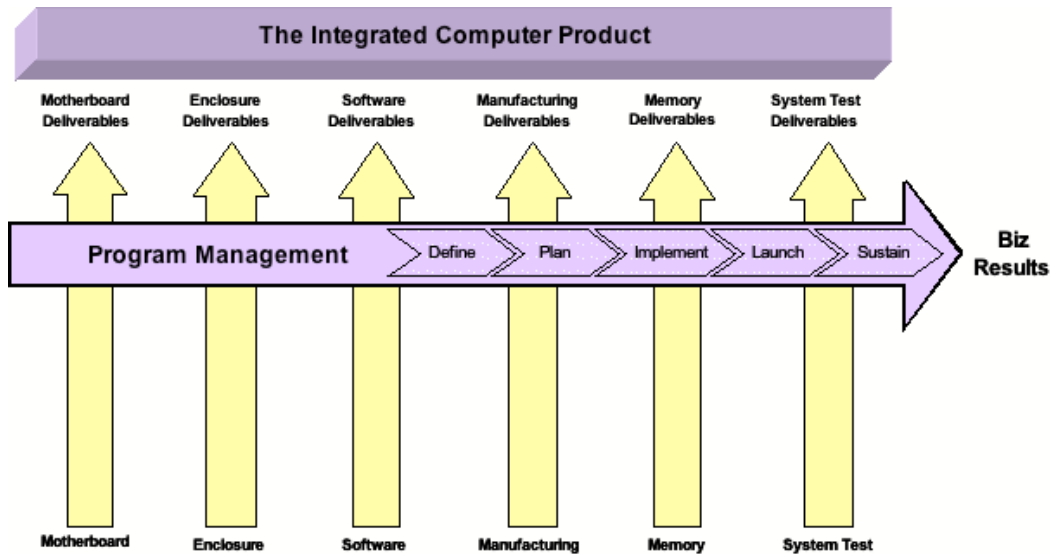 The Integrated Computer Product
Motherboard
Deliverables
Enclosure
Deliverables
Software
Deliverables
Manufacturing
Deliverables
Memory
Deliverables
System Test
Deliverables
Program Management
Define
Plan
Implement
Launch
Sustain
Biz
Results
Motherboard
Enclosure
Software
Manufacturing
Memory
System Test